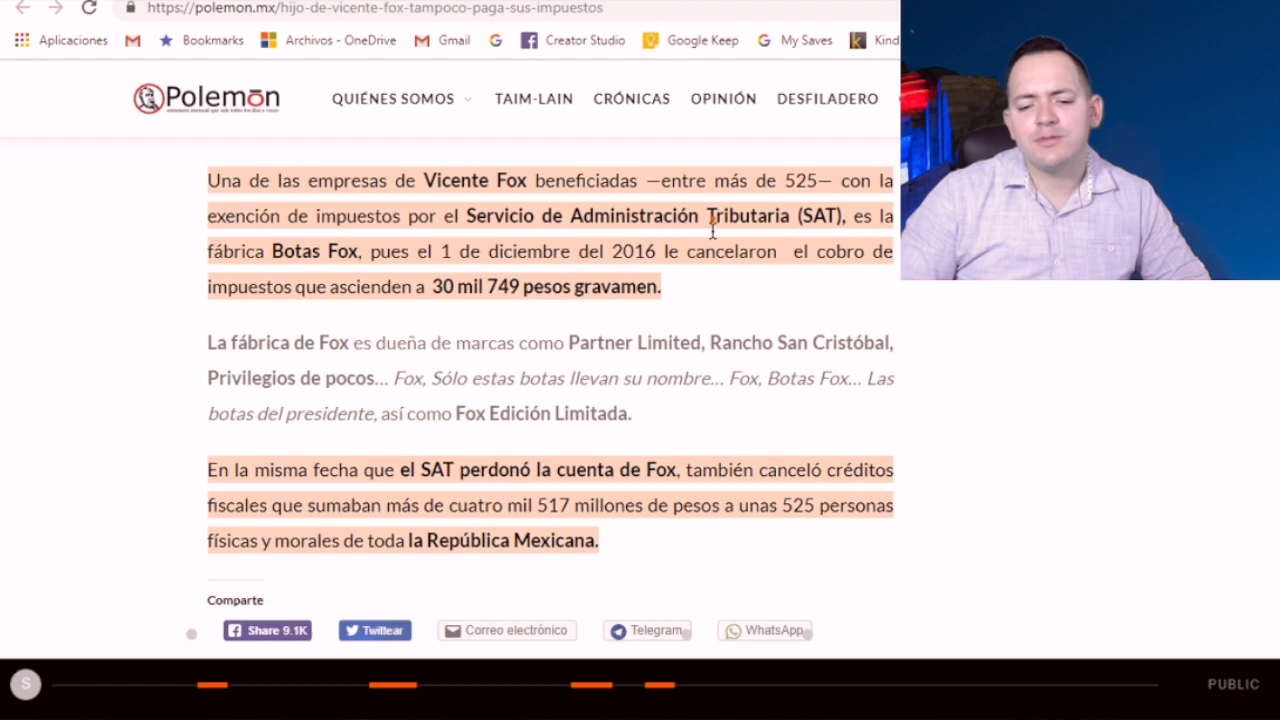 https://polemon.mx/hijo-de-vicente-fox-tampoco-paga-sus-impuestos
Aplicaciones Bookmarks Archivos - OneDrive Gmail Creator Studio Google Keep My Saves Kind
Polemōn QUIÉNES SOMOS TAIM-LAIN CRÓNICAS OPINIÓN DESFILADERO
Una de las empresas de Vicente Fox beneficiadas —entre más de 525— con la
exención de impuestos por el Servicio de Administración Tributaria (SAT), es la
fábrica Botas Fox, pues el 1 de diciembre del 2016 le cancelaron el cobro de
impuestos que ascienden a 30 mil 749 pesos gravamen.
La fábrica de Fox es dueña de marcas como Partner Limited, Rancho San Cristóbal,
Privilegios de pocos… Fox, Sólo estas botas llevan su nombre… Fox, Botas Fox… Las
botas del presidente, así como Fox Edición Limitada.
En la misma fecha que el SAT perdonó la cuenta de Fox, también canceló créditos
fiscales que sumaban más de cuatro mil 517 millones de pesos a unas 525 personas
físicas y morales de toda la República Mexicana.
Comparte
Share 9.1K Twittear Correo electrónico Telegram WhatsApp
S PUBLIC